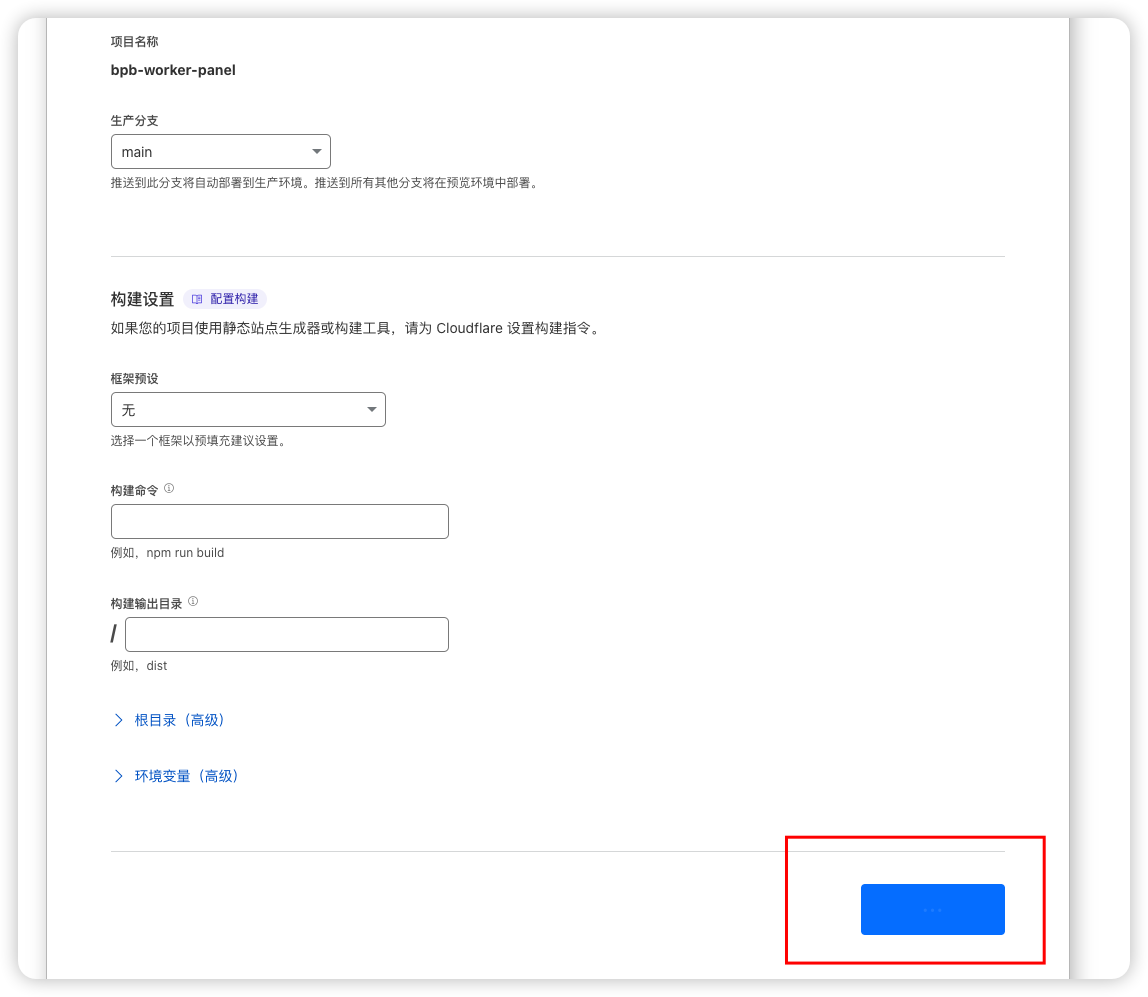 项目名称
bpb-worker-panel
生产分支
main
推送到此分支将自动部署到生产环境。推送到所有其他分支将在预览环境中部署。
构建设置 配置构建
如果您的项目使用静态站点生成器或构建工具，请为 Cloudflare 设置构建指令。
框架预设
无
选择一个框架以预填充建议设置。
构建命令
例如，npm run build
构建输出目录
/
例如，dist
根目录（高级）
环境变量（高级）